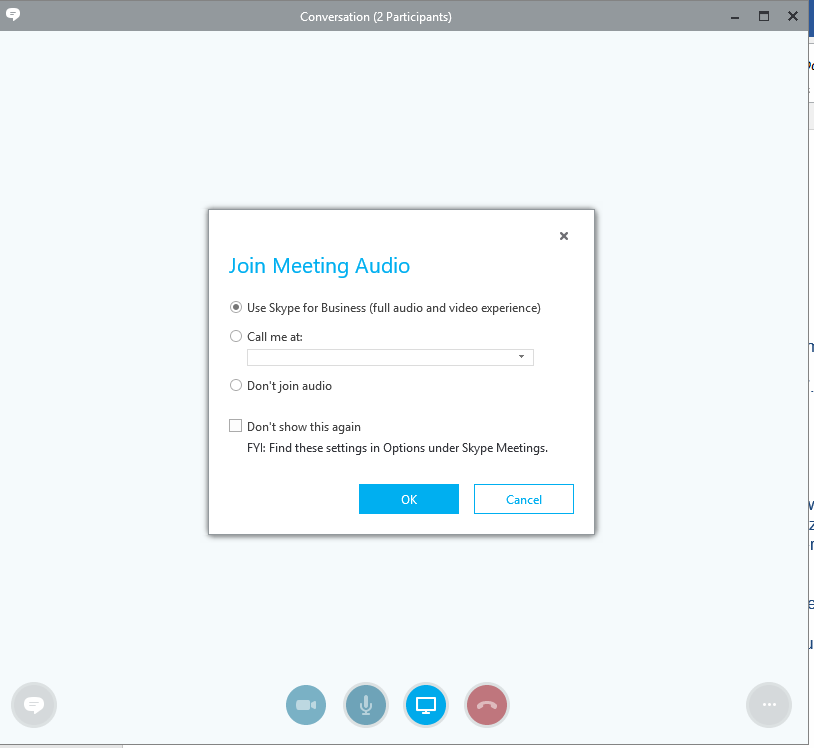 Conversation (2 Participants)
Join Meeting Audio
Use Skype for Business (full audio and video experience)
Call me at:
Don't join audio
Don't show this again
FYI: Find these settings in Options under Skype Meetings.
OK Cancel